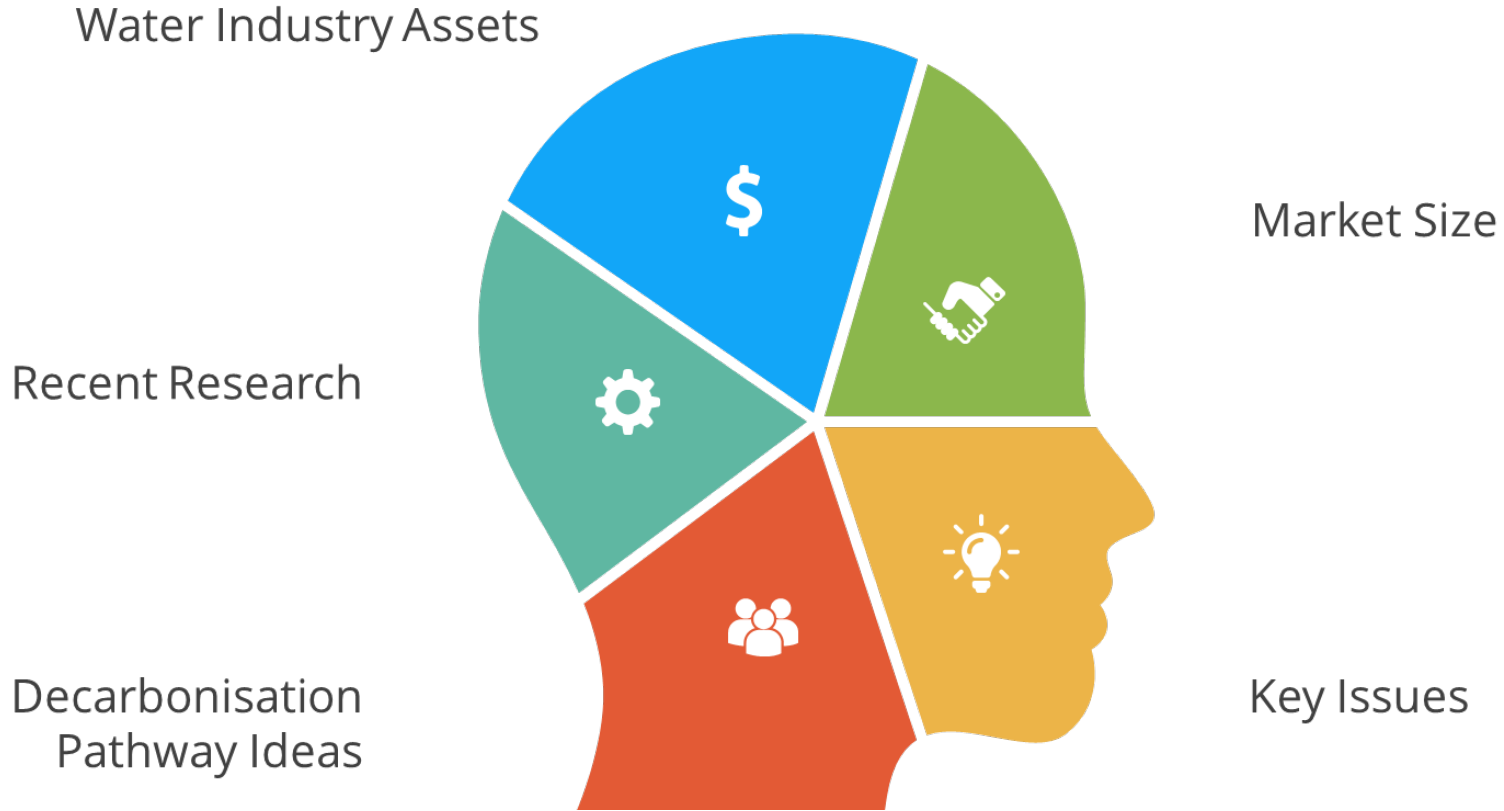 Water Industry Assets
Market Size
Recent Research
Decarbonisation
Pathway Ideas
Key Issues